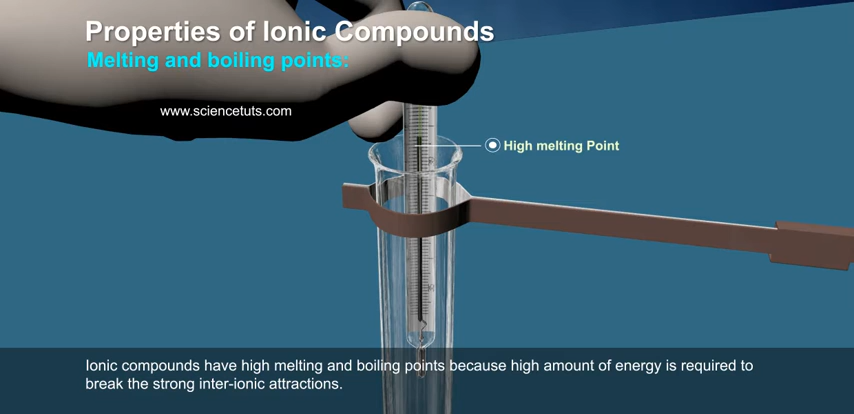 Properties of Ionic Compounds
Melting and boiling points:
www.sciencetuts.com
High melting Point
Ionic compounds have high melting and boiling points because high amount of energy is required to
break the strong inter-ionic attractions.